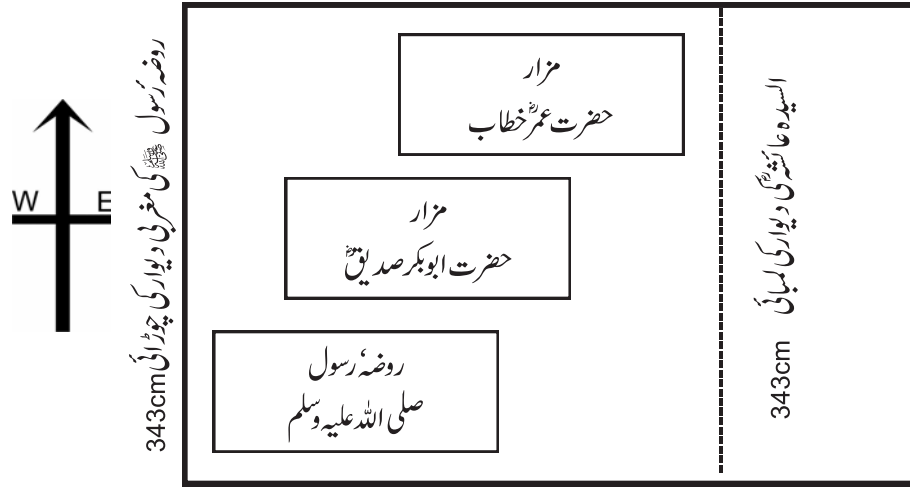 مزار
حضرت عمرؓ خطاب
مزار
حضرت ابوبکر صدیقؓ
روضۂ رسول
صلی اللہ علیہ وسلم
روضہ رسول ﷺ کی مغربی دیوار کی چوڑائی 343cm
السیدہ عائشہؓ کی دیوار کی لمبائی 343cm
W E